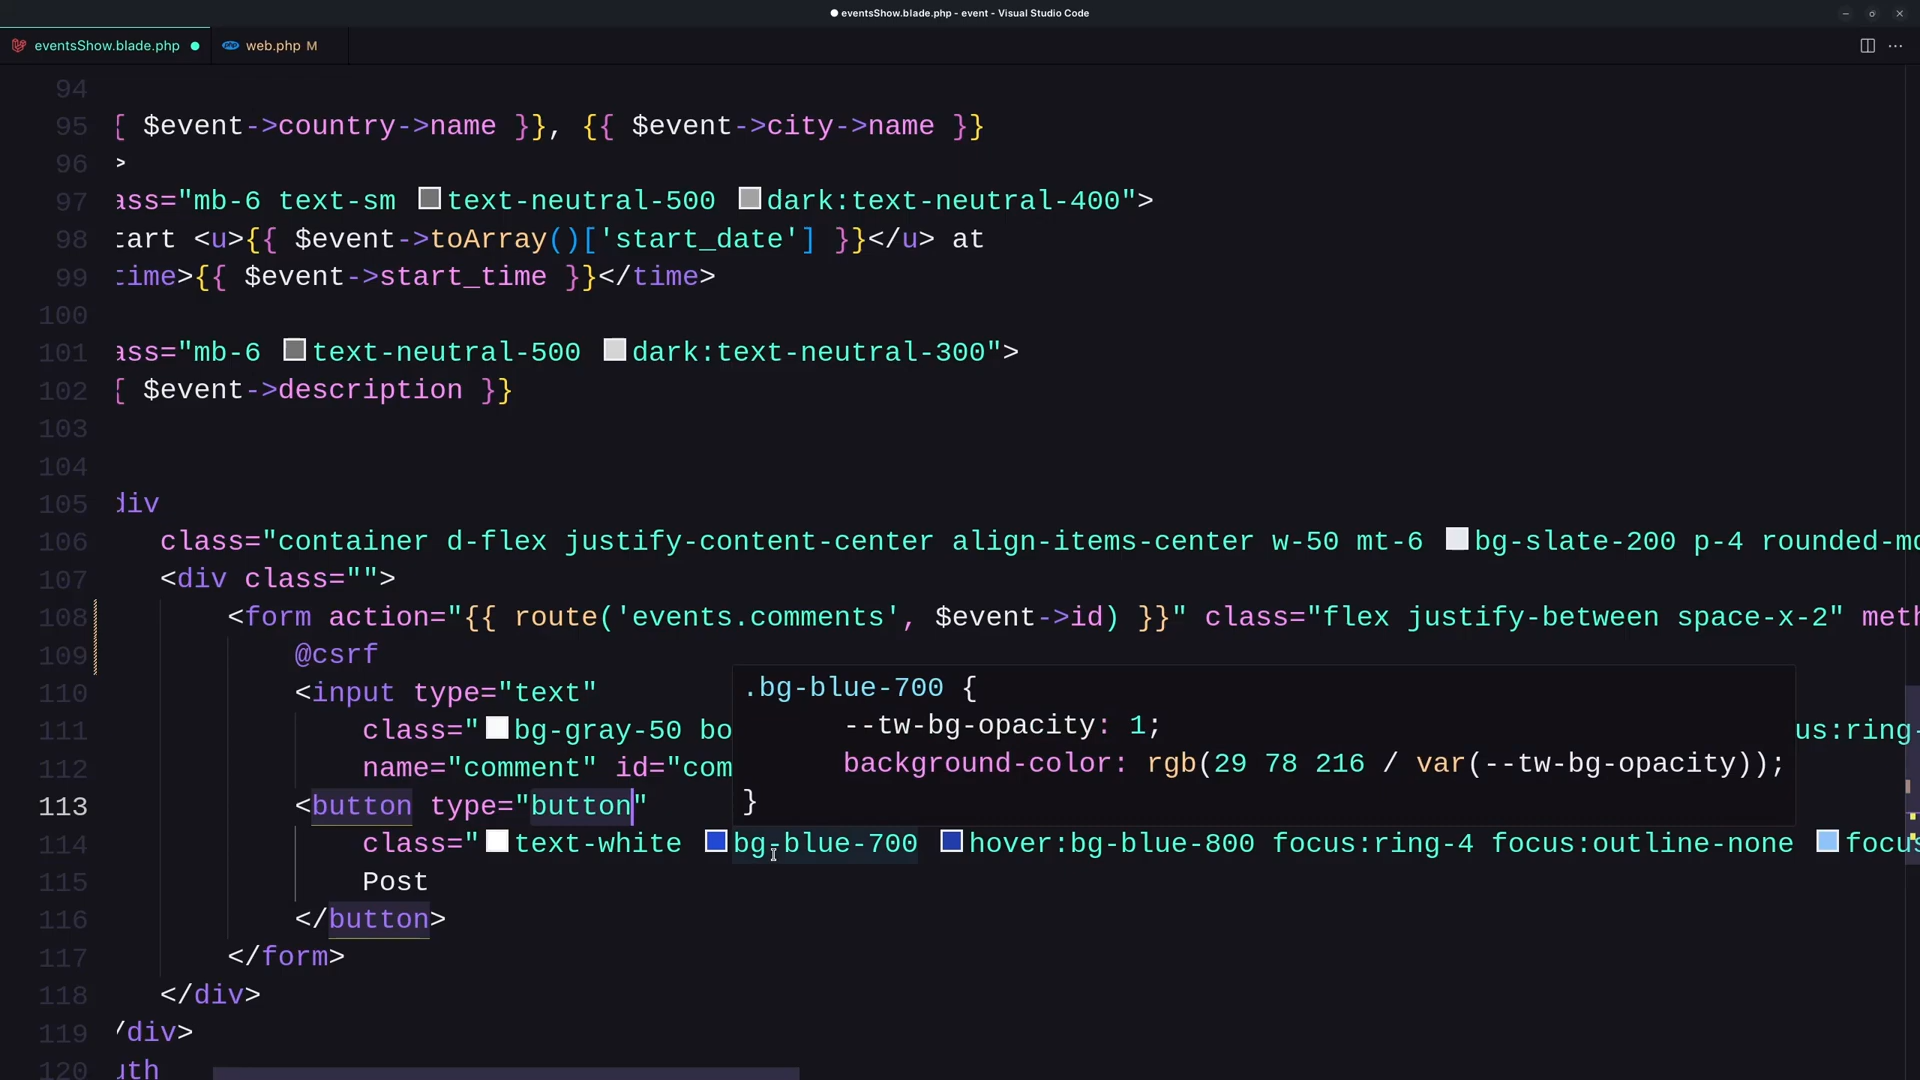 eventsShow.blade.php - event - Visual Studio Code
eventsShow.blade.php
web.php M
94
95 { $event->country->name }}, {{ $event->city->name }}
96 >
97 ass="mb-6 text-sm text-neutral-500 dark:text-neutral-400">
98 tart <u>{{ $event->toArray()['start_date'] }}</u> at
99 time>{{ $event->start_time }}</time>
100
101 ass="mb-6 text-neutral-500 dark:text-neutral-300">
102 { $event->description }}
103
104
105 div
106 class="container d-flex justify-content-center align-items-center w-50 mt-6 bg-slate-200 p-4 rounded-md
107 <div class="">
108 <form action="{{ route('events.comments', $event->id) }}" class="flex justify-between space-x-2" meth
109 @csrf
110 <input type="text"
111 class="bg-gray-50 bo us:ring-
112 name="comment" id="com
113 <button type="button"
114 class="text-white bg-blue-700 hover:bg-blue-800 focus:ring-4 focus:outline-none focus
115 Post
116 </button>
117 </form>
118 </div>
119 /div>
120 uth
.bg-blue-700 {
--tw-bg-opacity: 1;
background-color: rgb(29 78 216 / var(--tw-bg-opacity));
}